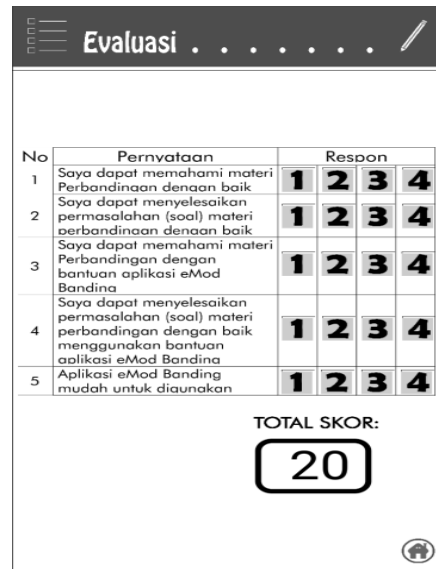 Evaluasi . . . . . . .
No Pernyataan Respon
1 Saya dapat memahami materi 1 2 3 4
Perbandingan dengan baik
Saya dapat menyelesaikan
2 permasalahan (soal) materi 1 2 3 4
perbandingan dengan baik
Saya dapat memahami materi
3 Perbandingan dengan 1 2 3 4
bantuan aplikasi eMod
Banding
Saya dapat menyelesaikan
permasalahan (soal) materi
4 perbandingan dengan baik 1 2 3 4
menggunakan bantuan
aplikasi eMod Banding
5 Aplikasi eMod Banding 1 2 3 4
mudah untuk digunakan
TOTAL SKOR:
20